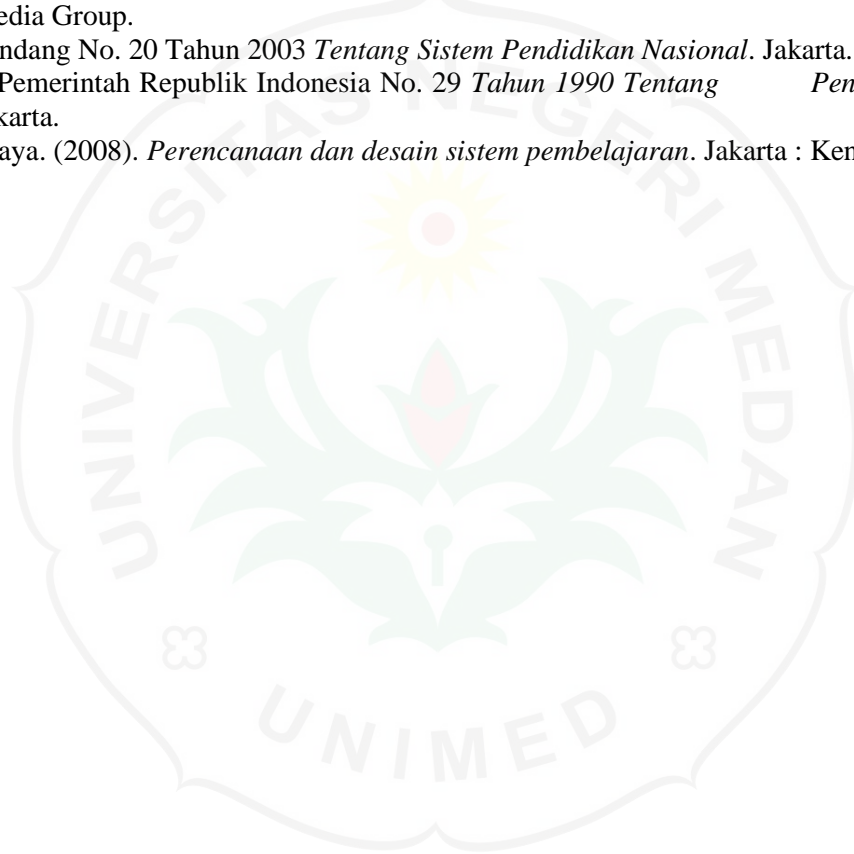 edia Group.
ndang No. 20 Tahun 2003 Tentang Sistem Pendidikan Nasional. Jakarta.
Pemerintah Republik Indonesia No. 29 Tahun 1990 Tentang Pen
karta.
aya. (2008). Perencanaan dan desain sistem pembelajaran. Jakarta : Ken
UNIVERSITAS NEGERI MEDAN
UNIMED